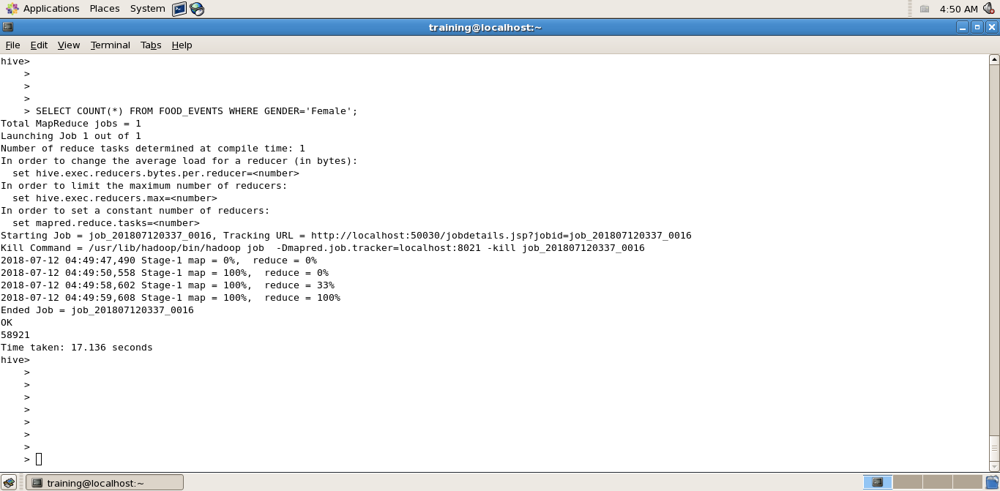 Applications Places System 4:50 AM
training@localhost:~
File Edit View Terminal Tabs Help
hive>
    >
    >
    >
    > SELECT COUNT(*) FROM FOOD_EVENTS WHERE GENDER='Female';
Total MapReduce jobs = 1
Launching Job 1 out of 1
Number of reduce tasks determined at compile time: 1
In order to change the average load for a reducer (in bytes):
  set hive.exec.reducers.bytes.per.reducer=<number>
In order to limit the maximum number of reducers:
  set hive.exec.reducers.max=<number>
In order to set a constant number of reducers:
  set mapred.reduce.tasks=<number>
Starting Job = job_201807120337_0016, Tracking URL = http://localhost:50030/jobdetails.jsp?jobid=job_201807120337_0016
Kill Command = /usr/lib/hadoop/bin/hadoop job  -Dmapred.job.tracker=localhost:8021 -kill job_201807120337_0016
2018-07-12 04:49:47,490 Stage-1 map = 0%,  reduce = 0%
2018-07-12 04:49:50,558 Stage-1 map = 100%,  reduce = 0%
2018-07-12 04:49:58,602 Stage-1 map = 100%,  reduce = 33%
2018-07-12 04:49:59,608 Stage-1 map = 100%,  reduce = 100%
Ended Job = job_201807120337_0016
OK
58921
Time taken: 17.136 seconds
hive>
    >
    >
    >
    >
    >
    >
    >
    >
training@localhost:~